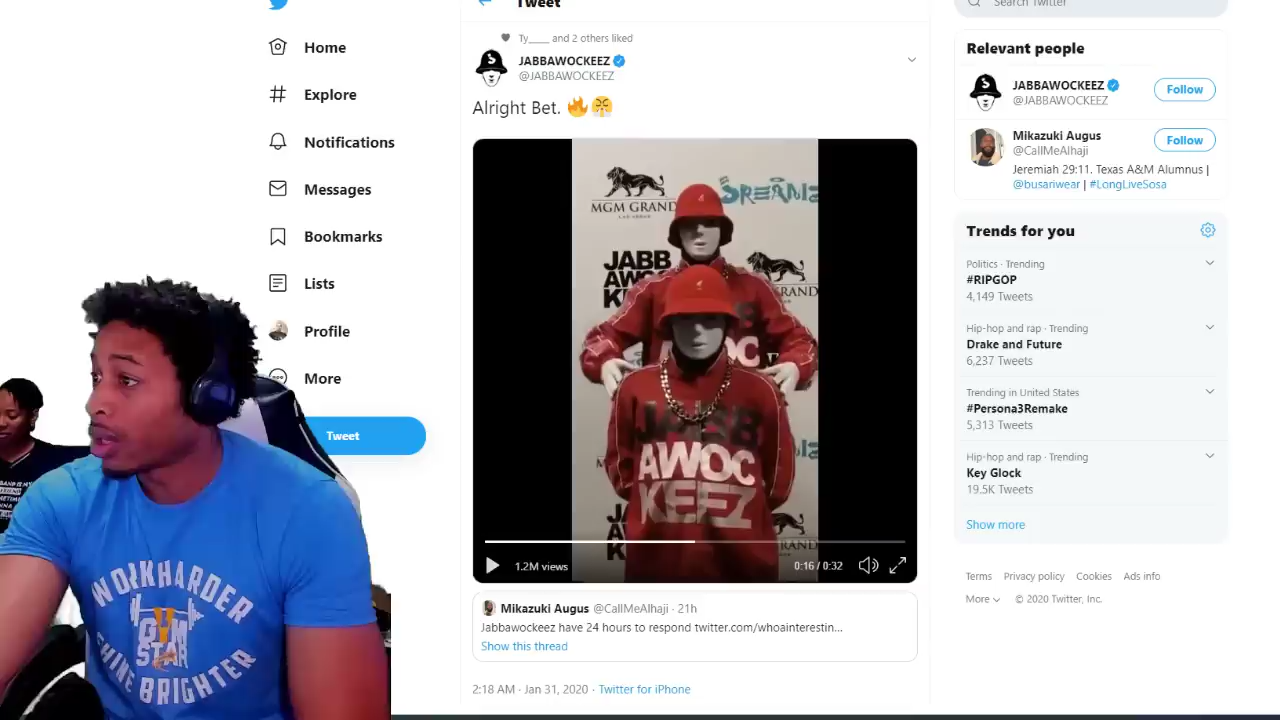 Home
Explore
Notifications
Messages
Bookmarks
Lists
Profile
More
Tweet
Tweet
Ty____ and 2 others liked
JABBAWOCKEEZ
@JABBAWOCKEEZ
Alright Bet. 🔥😤
MGM GRAND
JABB
AWOC
KEEZ
1.2M views
0:16 / 0:32
Mikazuki Augus @CallMeAlhaji · 21h
Jabbawockeez have 24 hours to respond twitter.com/whoainterestin...
Show this thread
2:18 AM · Jan 31, 2020 · Twitter for iPhone
Search Twitter
Relevant people
JABBAWOCKEEZ
@JABBAWOCKEEZ
Follow
Mikazuki Augus
@CallMeAlhaji
Follow
Jeremiah 29:11. Texas A&M Alumnus |
@busariwear | #LongLiveSosa
Trends for you
Politics · Trending
#RIPGOP
4,149 Tweets
Hip-hop and rap · Trending
Drake and Future
6,237 Tweets
Trending in United States
#Persona3Remake
5,313 Tweets
Hip-hop and rap · Trending
Key Glock
19.5K Tweets
Show more
Terms Privacy policy Cookies Ads info
More © 2020 Twitter, Inc.
WORKHARDER
SHINE BRIGHTER